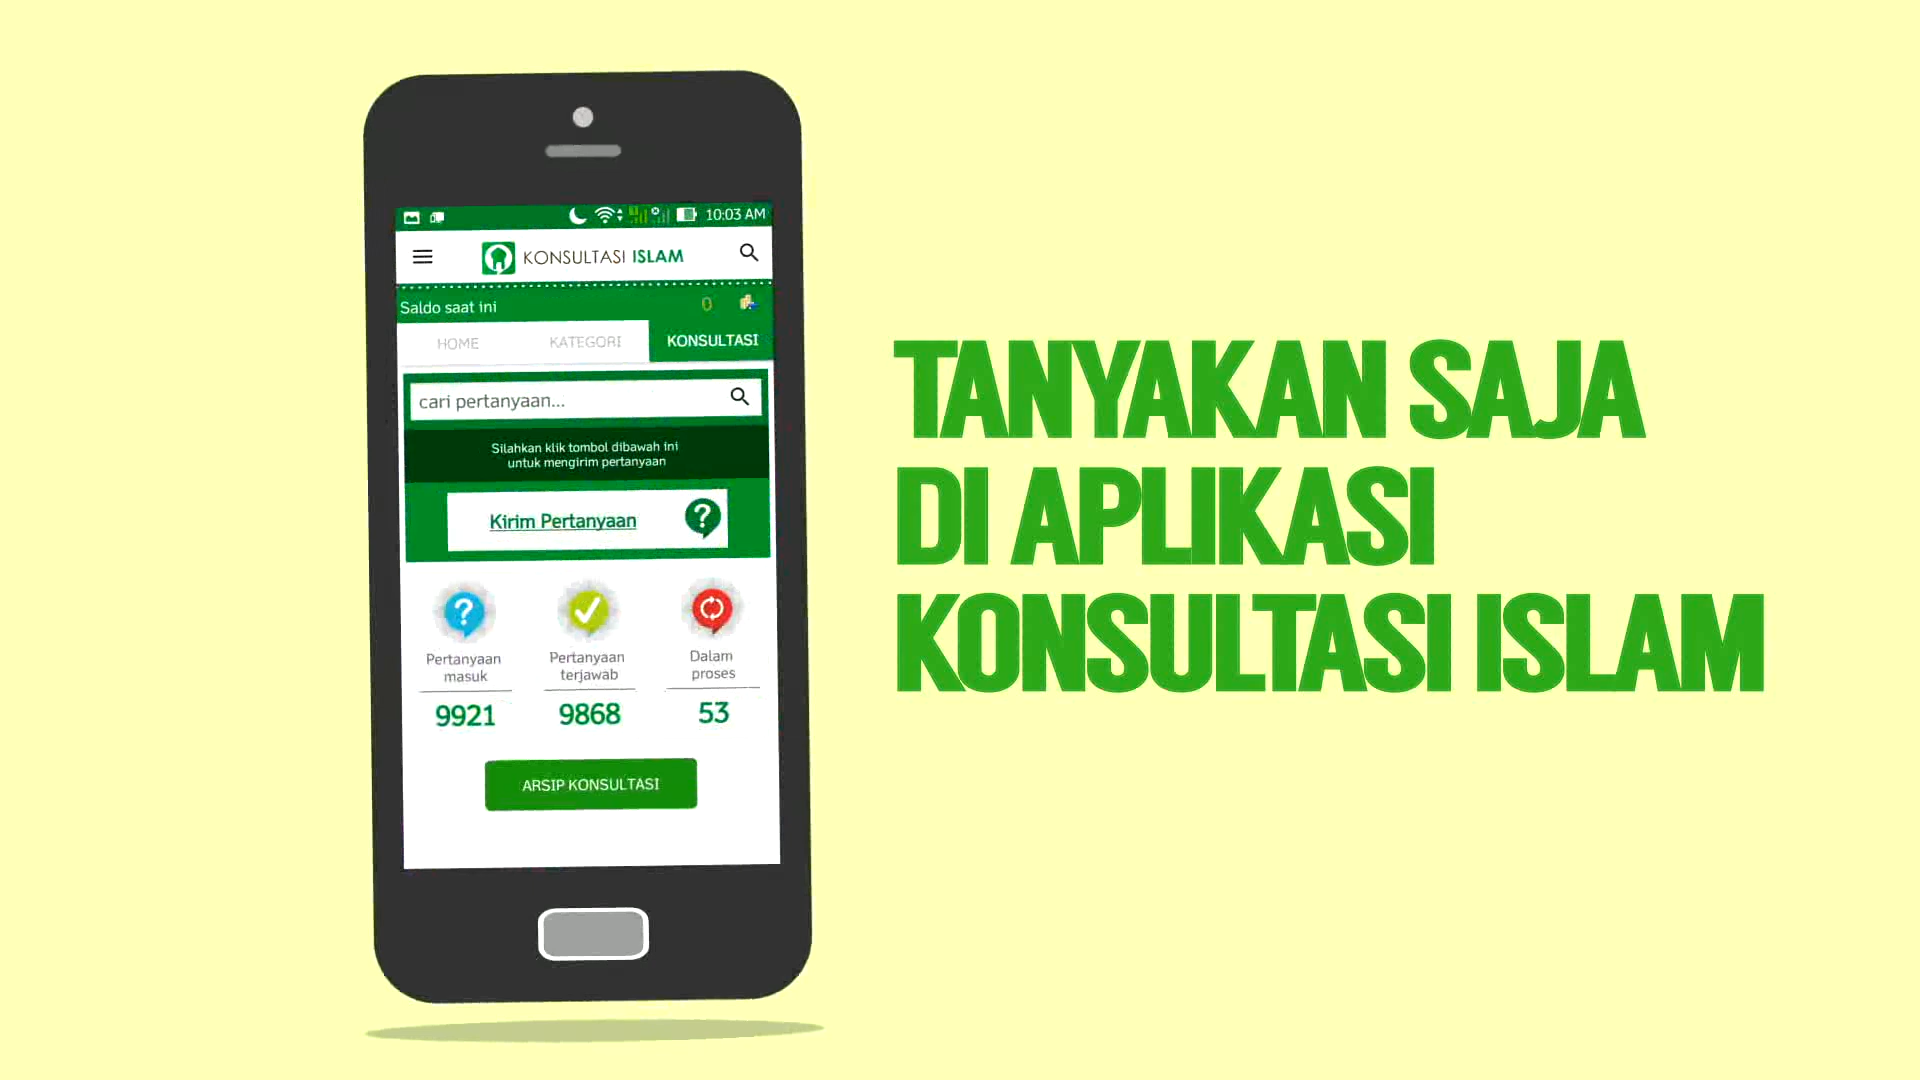 10:03 AM
KONSULTASI ISLAM
Saldo saat ini 0
HOME KATEGORI KONSULTASI
cari pertanyaan...
Silahkan klik tombol dibawah ini
untuk mengirim pertanyaan
Kirim Pertanyaan
Pertanyaan masuk
9921
Pertanyaan terjawab
9868
Dalam proses
53
ARSIP KONSULTASI
TANYAKAN SAJA
DI APLIKASI
KONSULTASI ISLAM